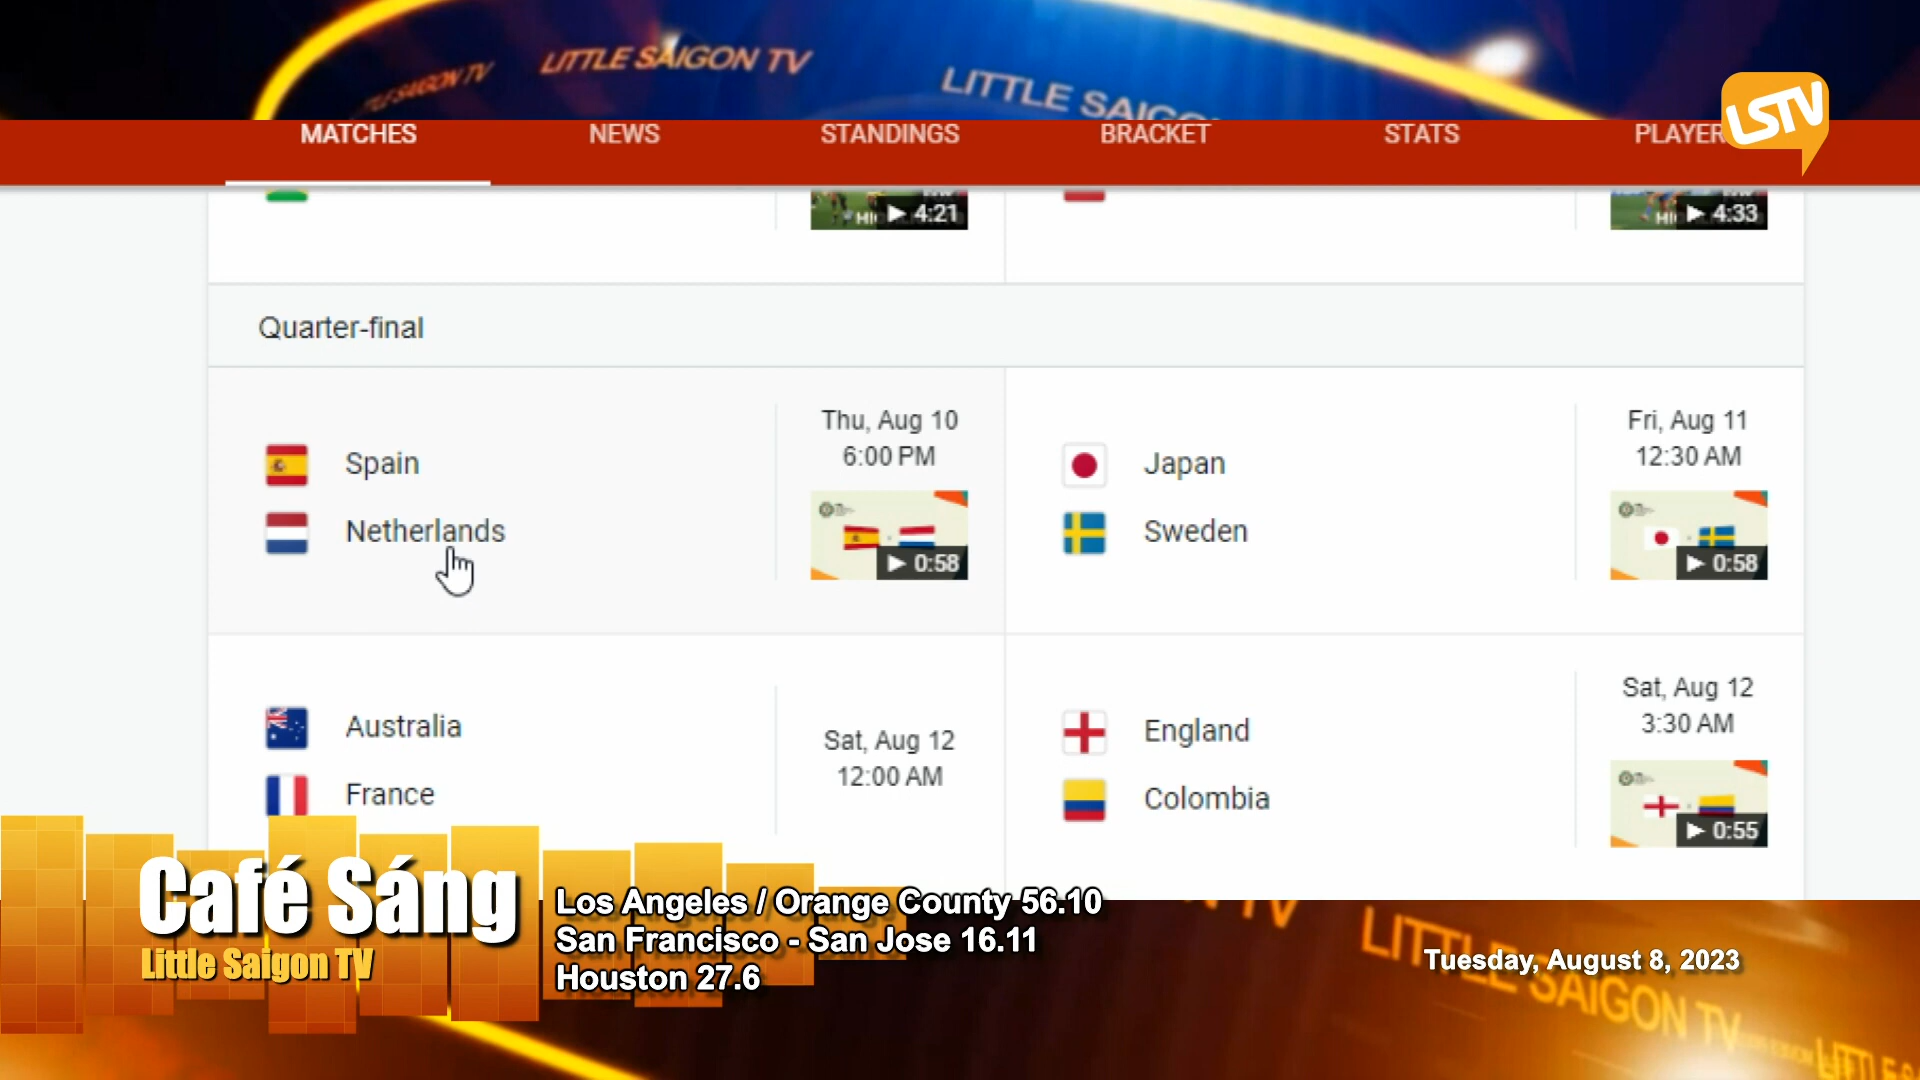 LITTLE SAIGON TV
LITTLE SAIGON TV
LITTLE
LSTV
MATCHES
NEWS
STANDINGS
BRACKET
STATS
PLAYER
4:21
4:33
Quarter-final
Spain
Netherlands
Thu, Aug 10
6:00 PM
0:58
Japan
Sweden
Fri, Aug 11
12:30 AM
0:58
Australia
France
Sat, Aug 12
12:00 AM
England
Colombia
Sat, Aug 12
3:30 AM
0:55
Café Sáng
Little Saigon TV
Los Angeles / Orange County 56.10
San Francisco - San Jose 16.11
Houston 27.6
Tuesday, August 8, 2023
TV
LITTLE SAIGON TV